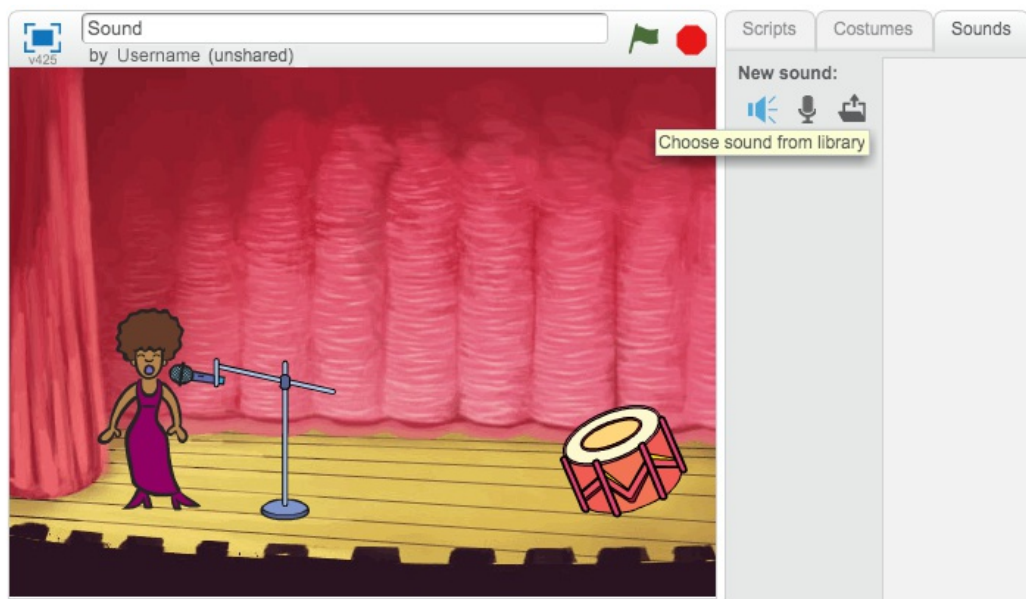 Sound
v425
by Username (unshared)
Scripts
Costumes
Sounds
New sound:
Choose sound from library